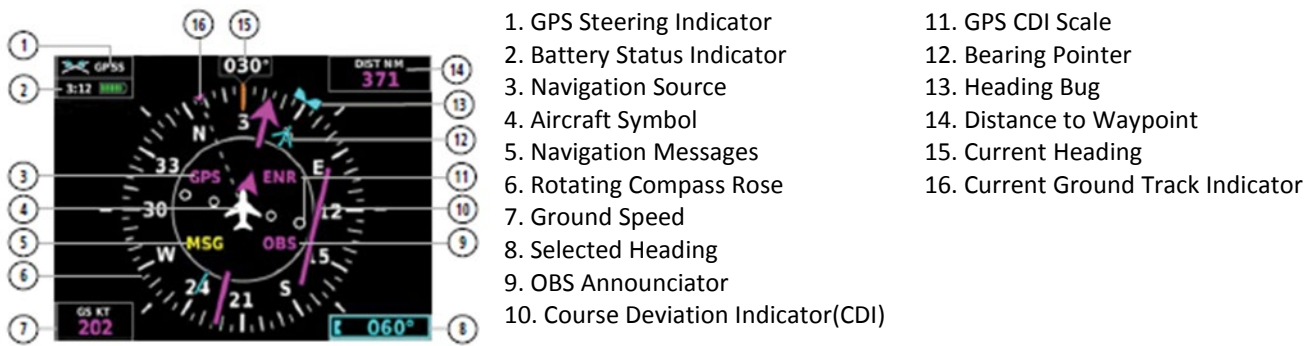 16 15
1 GPSS 030° DIST NM 14
2 3:12 371
13
3
N 12
33 E
3 GPS ENR 11
4 30 12 10
5 MSG OBS 9
W 15
6 24 21 S
GS KT
7 202 060° 8
1. GPS Steering Indicator
2. Battery Status Indicator
3. Navigation Source
4. Aircraft Symbol
5. Navigation Messages
6. Rotating Compass Rose
7. Ground Speed
8. Selected Heading
9. OBS Announciator
10. Course Deviation Indicator(CDI)
11. GPS CDI Scale
12. Bearing Pointer
13. Heading Bug
14. Distance to Waypoint
15. Current Heading
16. Current Ground Track Indicator